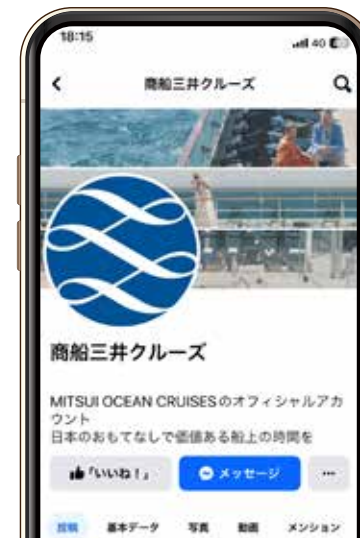 18:15
40
商船三井クルーズ
商船三井クルーズ
MITSUI OCEAN CRUISESのオフィシャルアカ
ウント
日本のおもてなしで価値ある船上の時間を
「いいね！」 メッセージ
投稿 基本データ 写真 動画 メンション